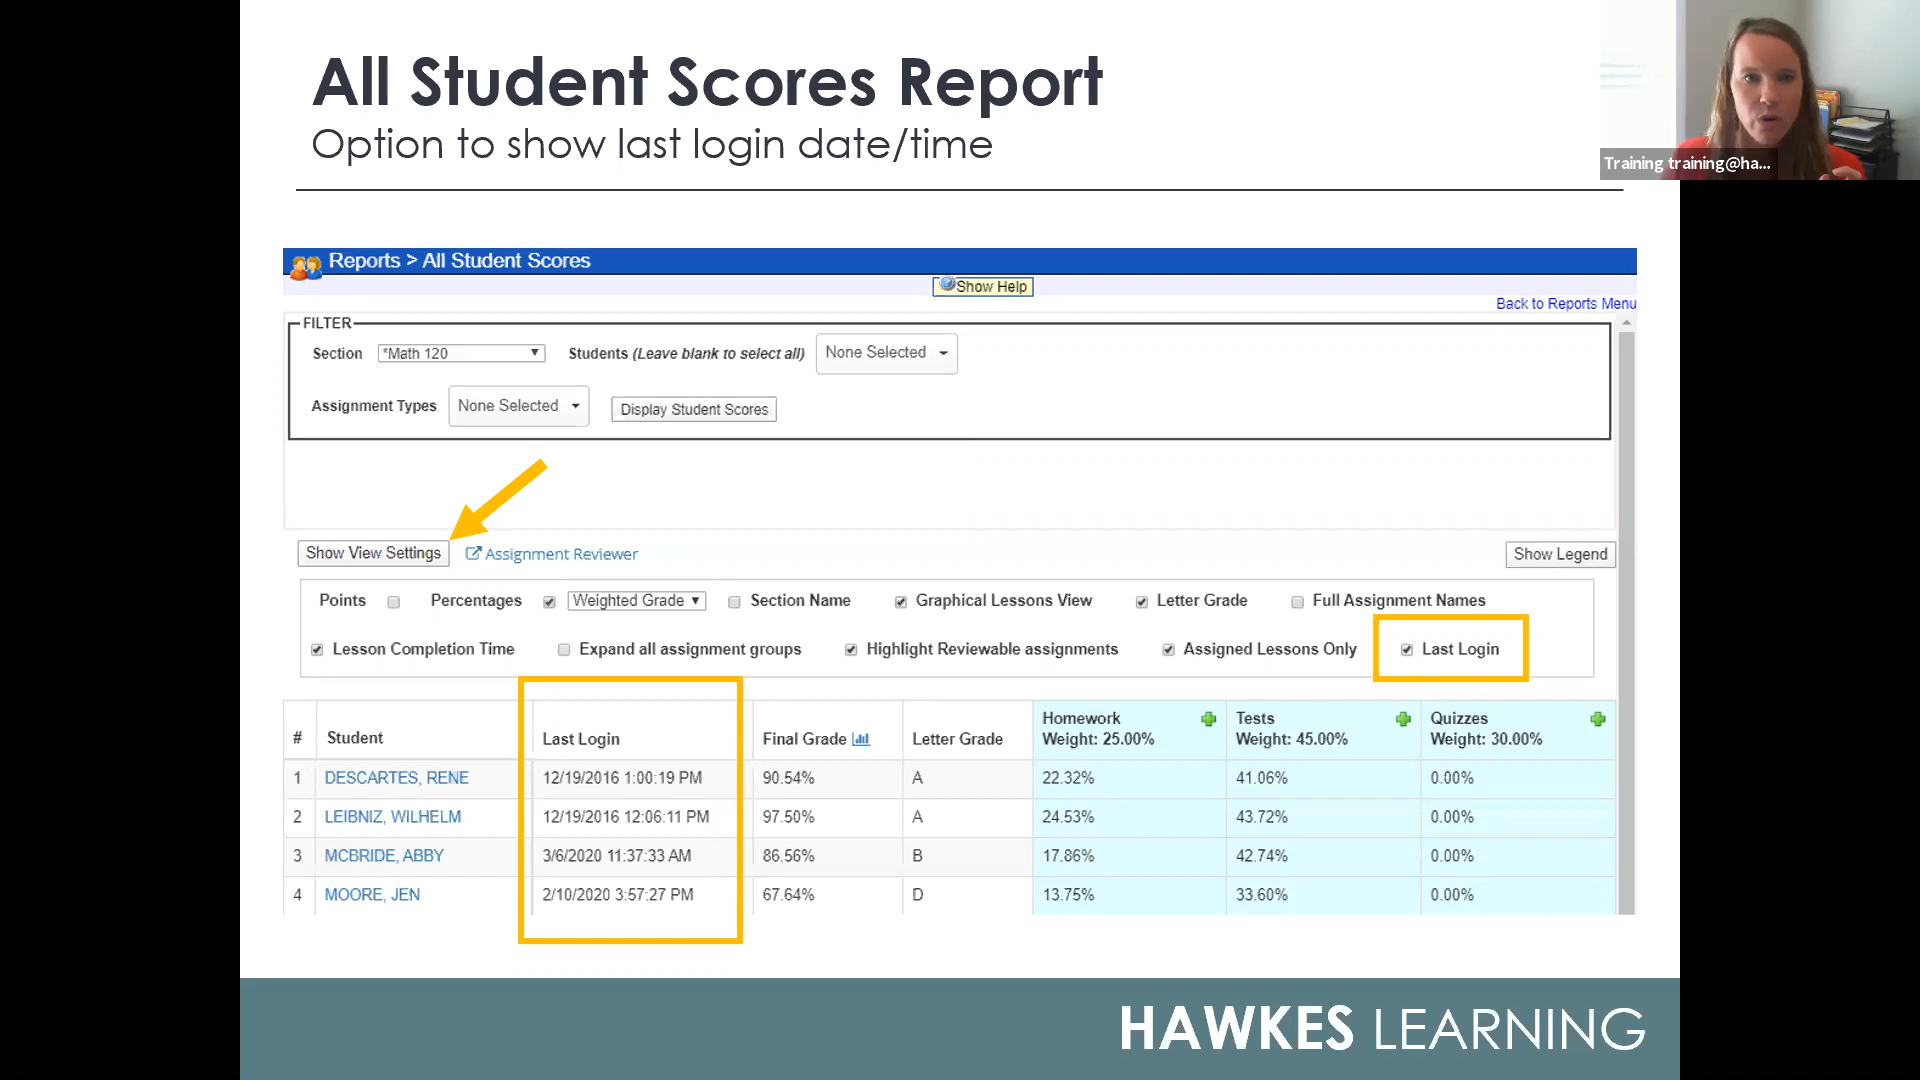 All Student Scores Report
Option to show last login date/time
Training training@ha...
Reports > All Student Scores
Show Help
Back to Reports Menu
FILTER
Section *Math 120 Students (Leave blank to select all) None Selected
Assignment Types None Selected Display Student Scores
Show View Settings Assignment Reviewer Show Legend
Points Percentages Weighted Grade Section Name Graphical Lessons View Letter Grade Full Assignment Names
Lesson Completion Time Expand all assignment groups Highlight Reviewable assignments Assigned Lessons Only Last Login
# Student Last Login Final Grade Letter Grade Homework Weight: 25.00% Tests Weight: 45.00% Quizzes Weight: 30.00%
1 DESCARTES, RENE 12/19/2016 1:00:19 PM 90.54% A 22.32% 41.06% 0.00%
2 LEIBNIZ, WILHELM 12/19/2016 12:06:11 PM 97.50% A 24.53% 43.72% 0.00%
3 MCBRIDE, ABBY 3/6/2020 11:37:33 AM 86.56% B 17.86% 42.74% 0.00%
4 MOORE, JEN 2/10/2020 3:57:27 PM 67.64% D 13.75% 33.60% 0.00%
HAWKES LEARNING